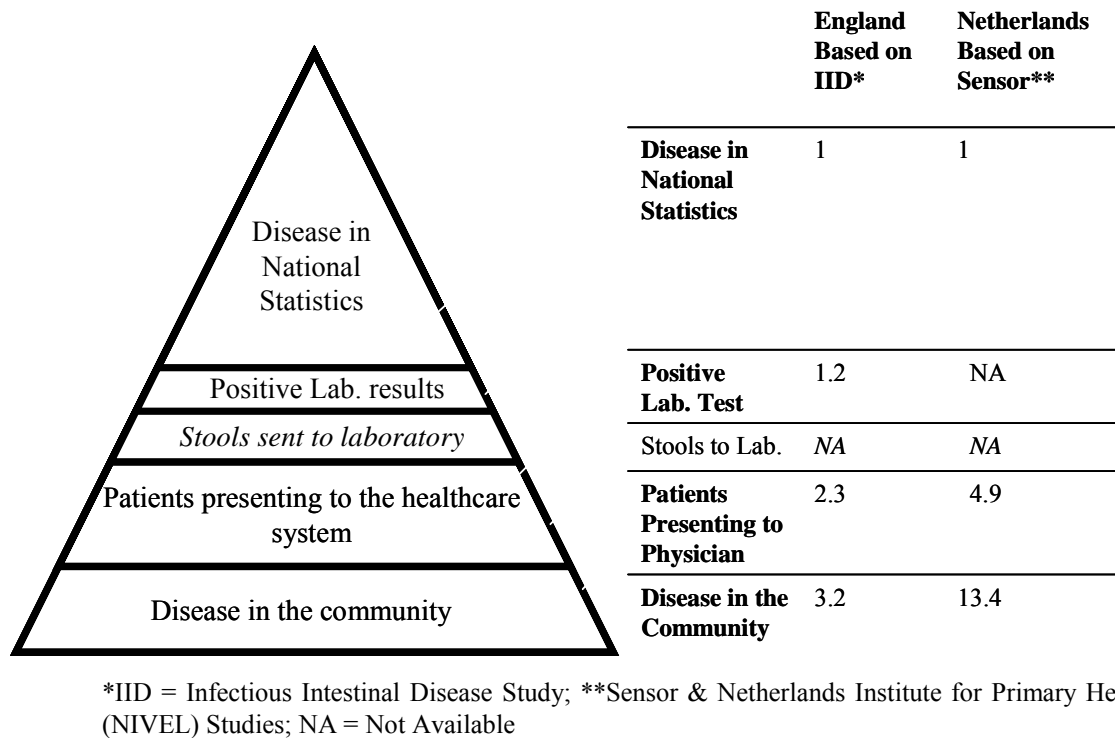 England Based on IID*
Netherlands Based on Sensor**
Disease in
National
Statistics
Disease in National Statistics 1 1
Positive Lab. results
Positive Lab. Test 1.2 NA
Stools sent to laboratory
Stools to Lab. NA NA
Patients presenting to the healthcare
system
Patients Presenting to Physician 2.3 4.9
Disease in the community
Disease in the Community 3.2 13.4
*IID = Infectious Intestinal Disease Study; **Sensor & Netherlands Institute for Primary He
(NIVEL) Studies; NA = Not Available